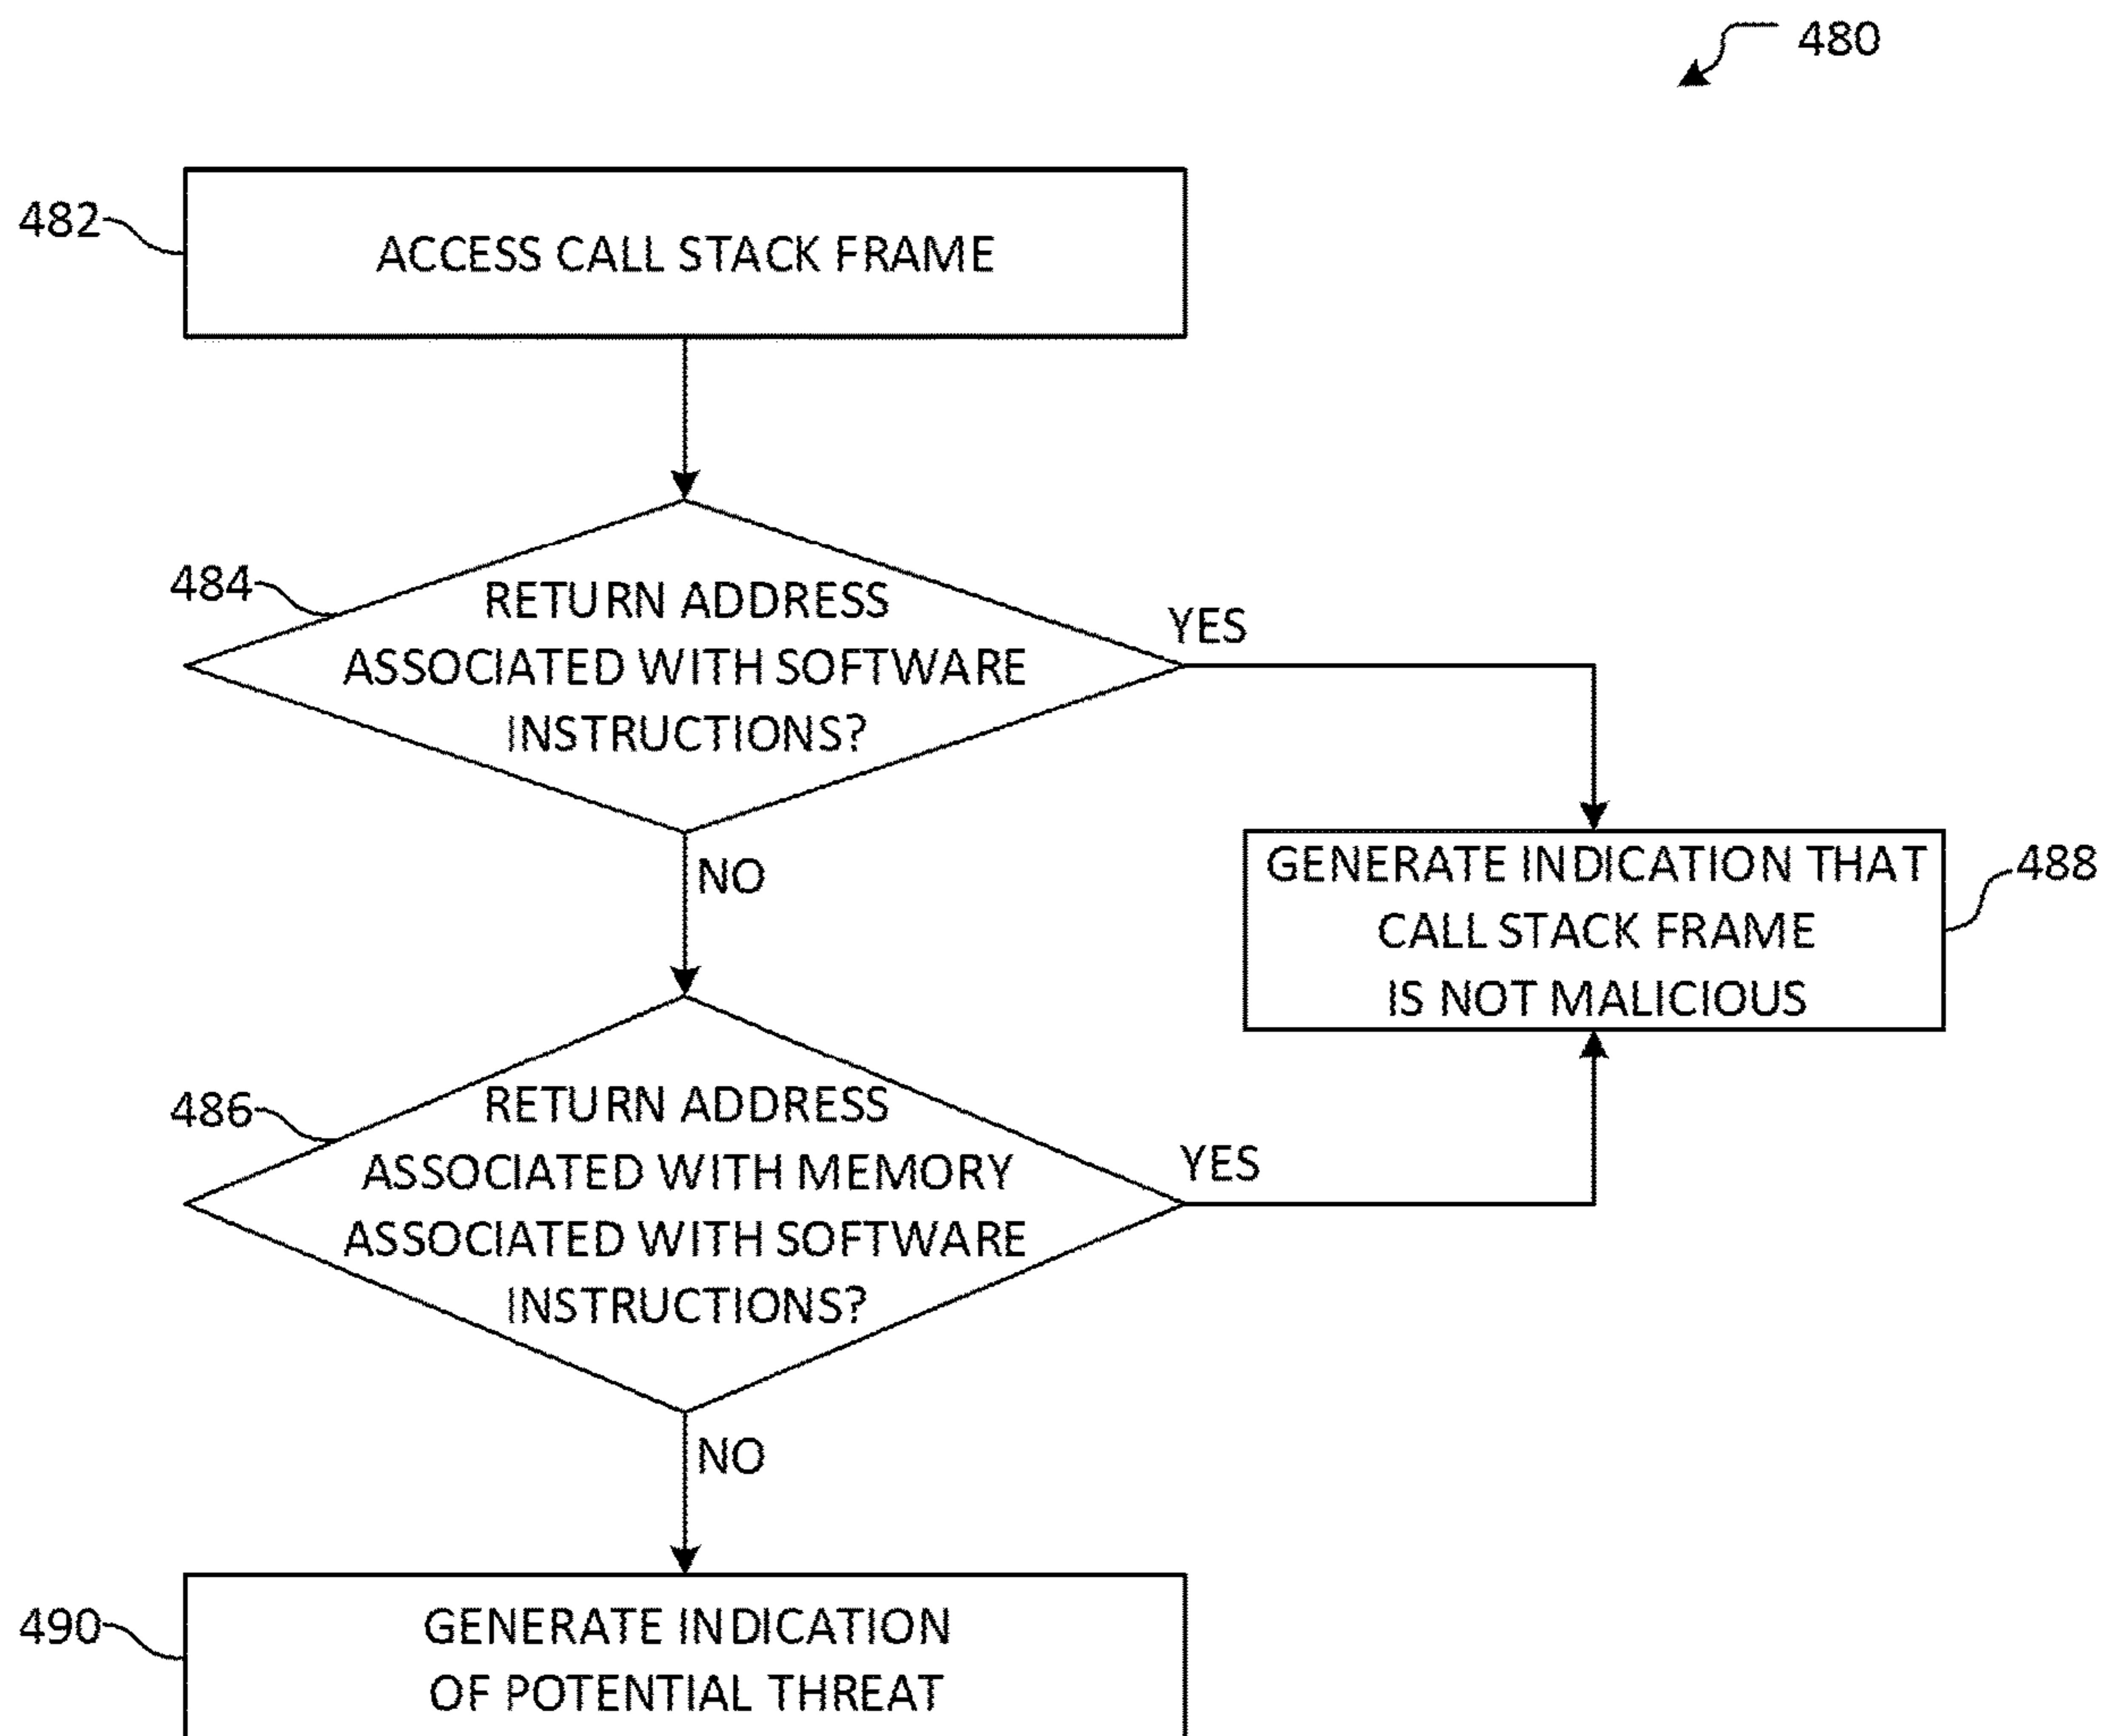 480
482
ACCESS CALL STACK FRAME
484
RETURN ADDRESS
ASSOCIATED WITH SOFTWARE
INSTRUCTIONS?
YES
NO
GENERATE INDICATION THAT
CALL STACK FRAME
IS NOT MALICIOUS
488
486
RETURN ADDRESS
ASSOCIATED WITH MEMORY
ASSOCIATED WITH SOFTWARE
INSTRUCTIONS?
YES
NO
490
GENERATE INDICATION
OF POTENTIAL THREAT